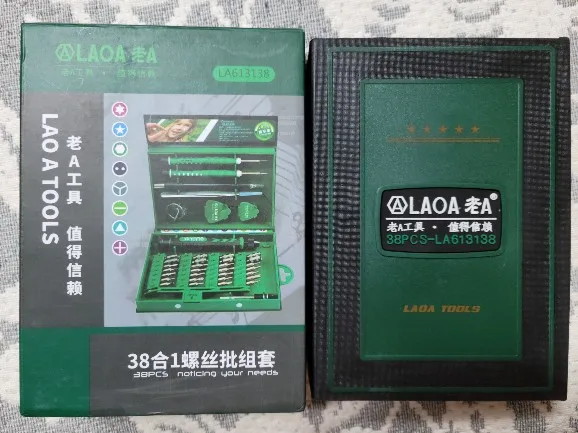 LAOA 老A
老A工具 · 值得信赖
LA613138
老A工具 值得信赖
LAO A TOOLS
38合1螺丝批组套
38PCS noticing your needs
LAOA 老A®
老A工具 · 值得信赖
38PCS-LA613138
LAOA TOOLS